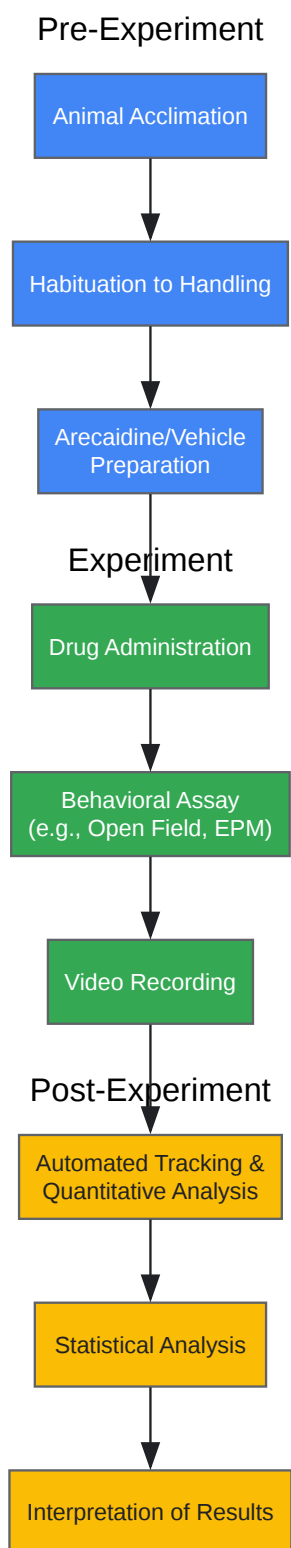 Pre-Experiment
Animal Acclimation
Habituation to Handling
Arecaidine/Vehicle
Preparation
Experiment
Drug Administration
Behavioral Assay
(e.g., Open Field, EPM)
Video Recording
Post-Experiment
Automated Tracking &
Quantitative Analysis
Statistical Analysis
Interpretation of Results